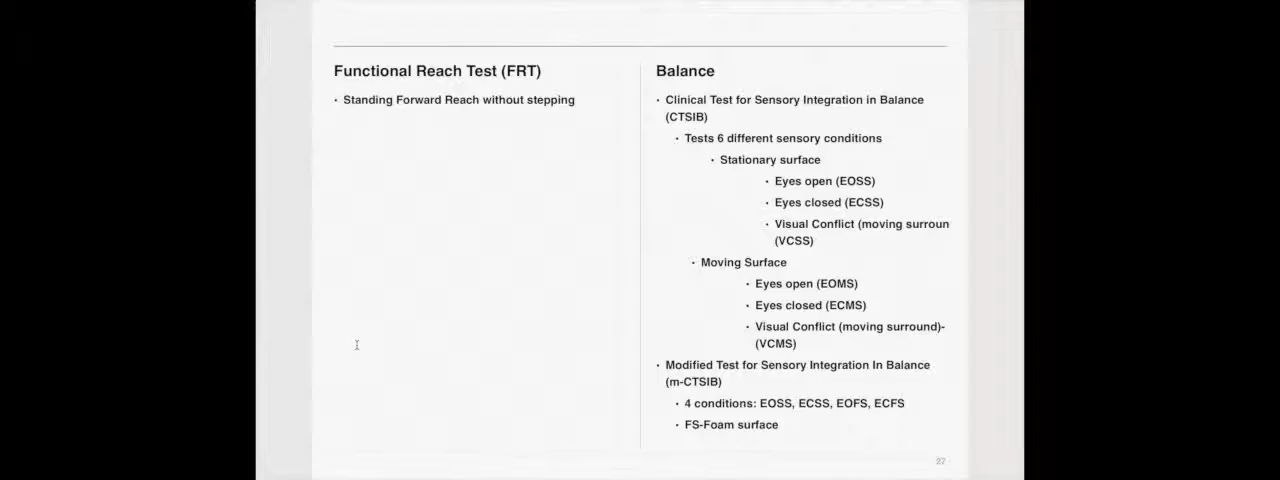 Functional Reach Test (FRT)
• Standing Forward Reach without stepping
Balance
• Clinical Test for Sensory Integration in Balance
(CTSIB)
• Tests 6 different sensory conditions
• Stationary surface
• Eyes open (EOSS)
• Eyes closed (ECSS)
• Visual Conflict (moving surroun
(VCSS)
• Moving Surface
• Eyes open (EOMS)
• Eyes closed (ECMS)
• Visual Conflict (moving surround)-
(VCMS)
• Modified Test for Sensory Integration In Balance
(m-CTSIB)
• 4 conditions: EOSS, ECSS, EOFS, ECFS
• FS-Foam surface
27